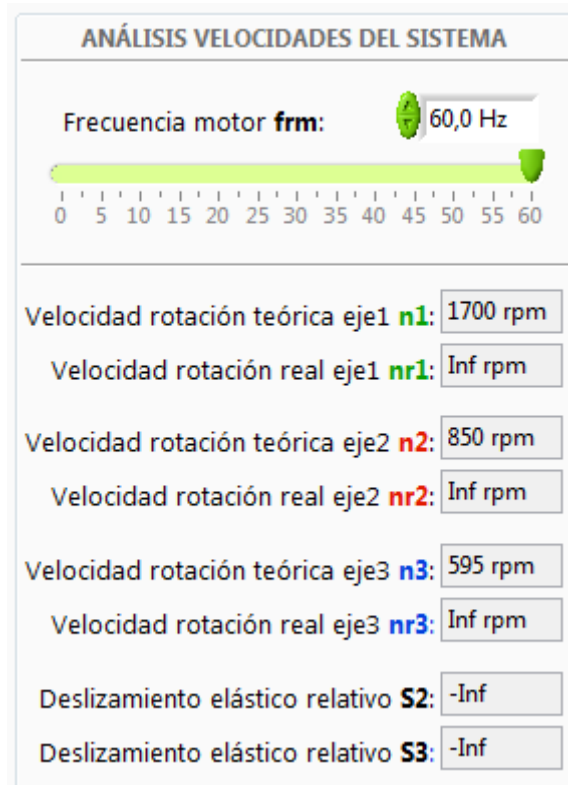 ANÁLISIS VELOCIDADES DEL SISTEMA
Frecuencia motor frm: 60,0 Hz
0 5 10 15 20 25 30 35 40 45 50 55 60
Velocidad rotación teórica eje1 n1: 1700 rpm
Velocidad rotación real eje1 nr1: Inf rpm
Velocidad rotación teórica eje2 n2: 850 rpm
Velocidad rotación real eje2 nr2: Inf rpm
Velocidad rotación teórica eje3 n3: 595 rpm
Velocidad rotación real eje3 nr3: Inf rpm
Deslizamiento elástico relativo S2: -Inf
Deslizamiento elástico relativo S3: -Inf